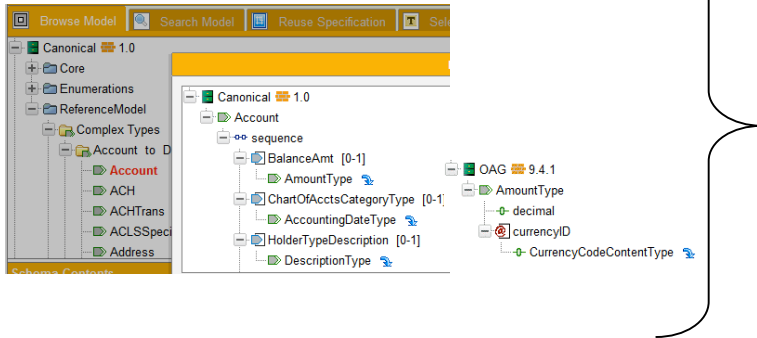 Browse Model
Search Model
Reuse Specification
T
Canonical 1.0
Core
Enumerations
ReferenceModel
Complex Types
Account to D
Account
ACH
ACHTrans
ACLSSpeci
Address
Canonical 1.0
Account
sequence
BalanceAmt [0-1]
AmountType
ChartOfAcctsCategoryType [0-1]
AccountingDateType
HolderTypeDescription [0-1]
DescriptionType
OAG 9.4.1
AmountType
decimal
currencyID
CurrencyCodeContentType